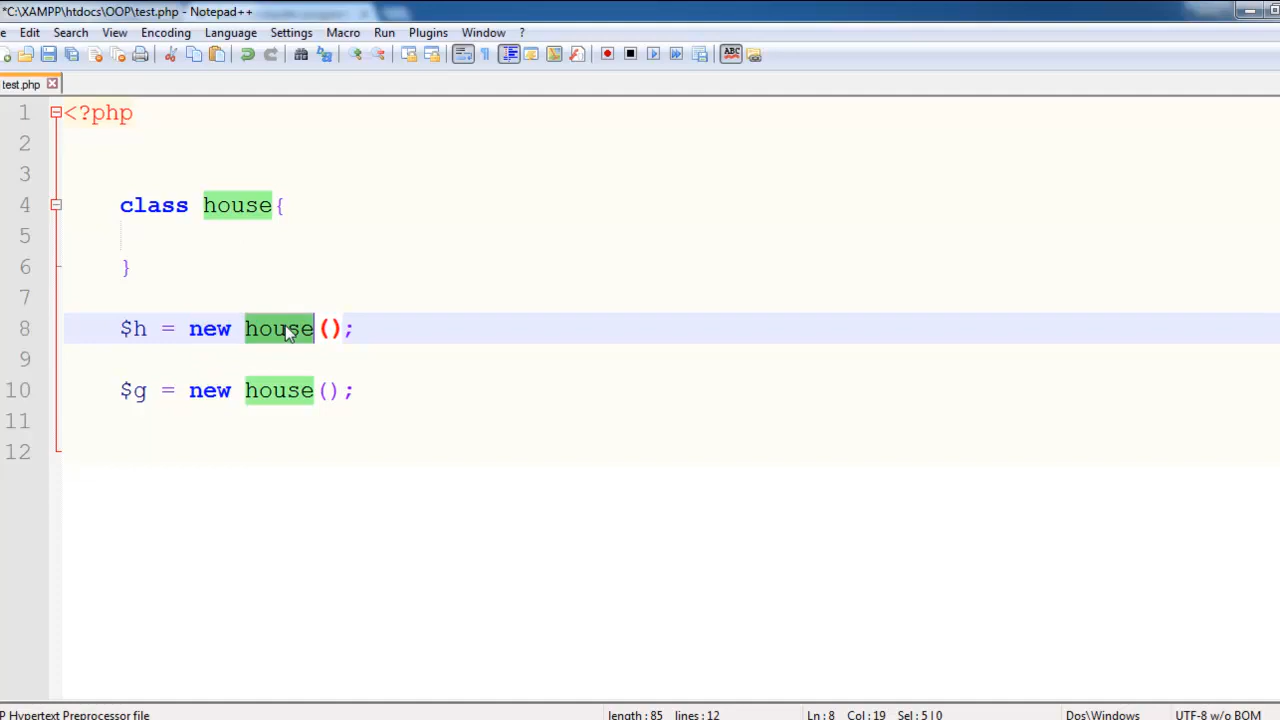 *C:\XAMPP\htdocs\OOP\test.php - Notepad++
e Edit Search View Encoding Language Settings Macro Run Plugins Window ?
ABC
test.php
1 <?php
2
3
4 class house{
5
6 }
7
8 $h = new house();
9
10 $g = new house();
11
12
P Hypertext Preprocessor file length : 85 lines : 12 Ln : 8 Col : 19 Sel : 5 | 0 Dos\Windows UTF-8 w/o BOM